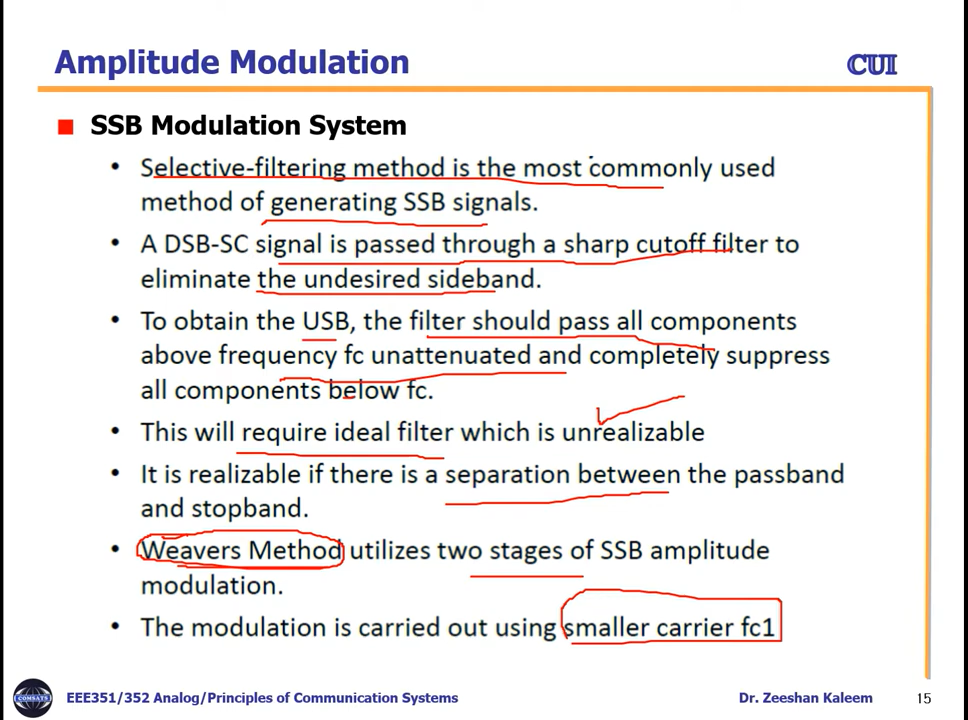 Amplitude Modulation
CUI
SSB Modulation System
• Selective-filtering method is the most commonly used
method of generating SSB signals.
• A DSB-SC signal is passed through a sharp cutoff filter to
eliminate the undesired sideband.
• To obtain the USB, the filter should pass all components
above frequency fc unattenuated and completely suppress
all components below fc.
• This will require ideal filter which is unrealizable
• It is realizable if there is a separation between the passband
and stopband.
• Weavers Method utilizes two stages of SSB amplitude
modulation.
• The modulation is carried out using smaller carrier fc1
COMSATS
EEE351/352 Analog/Principles of Communication Systems
Dr. Zeeshan Kaleem
15